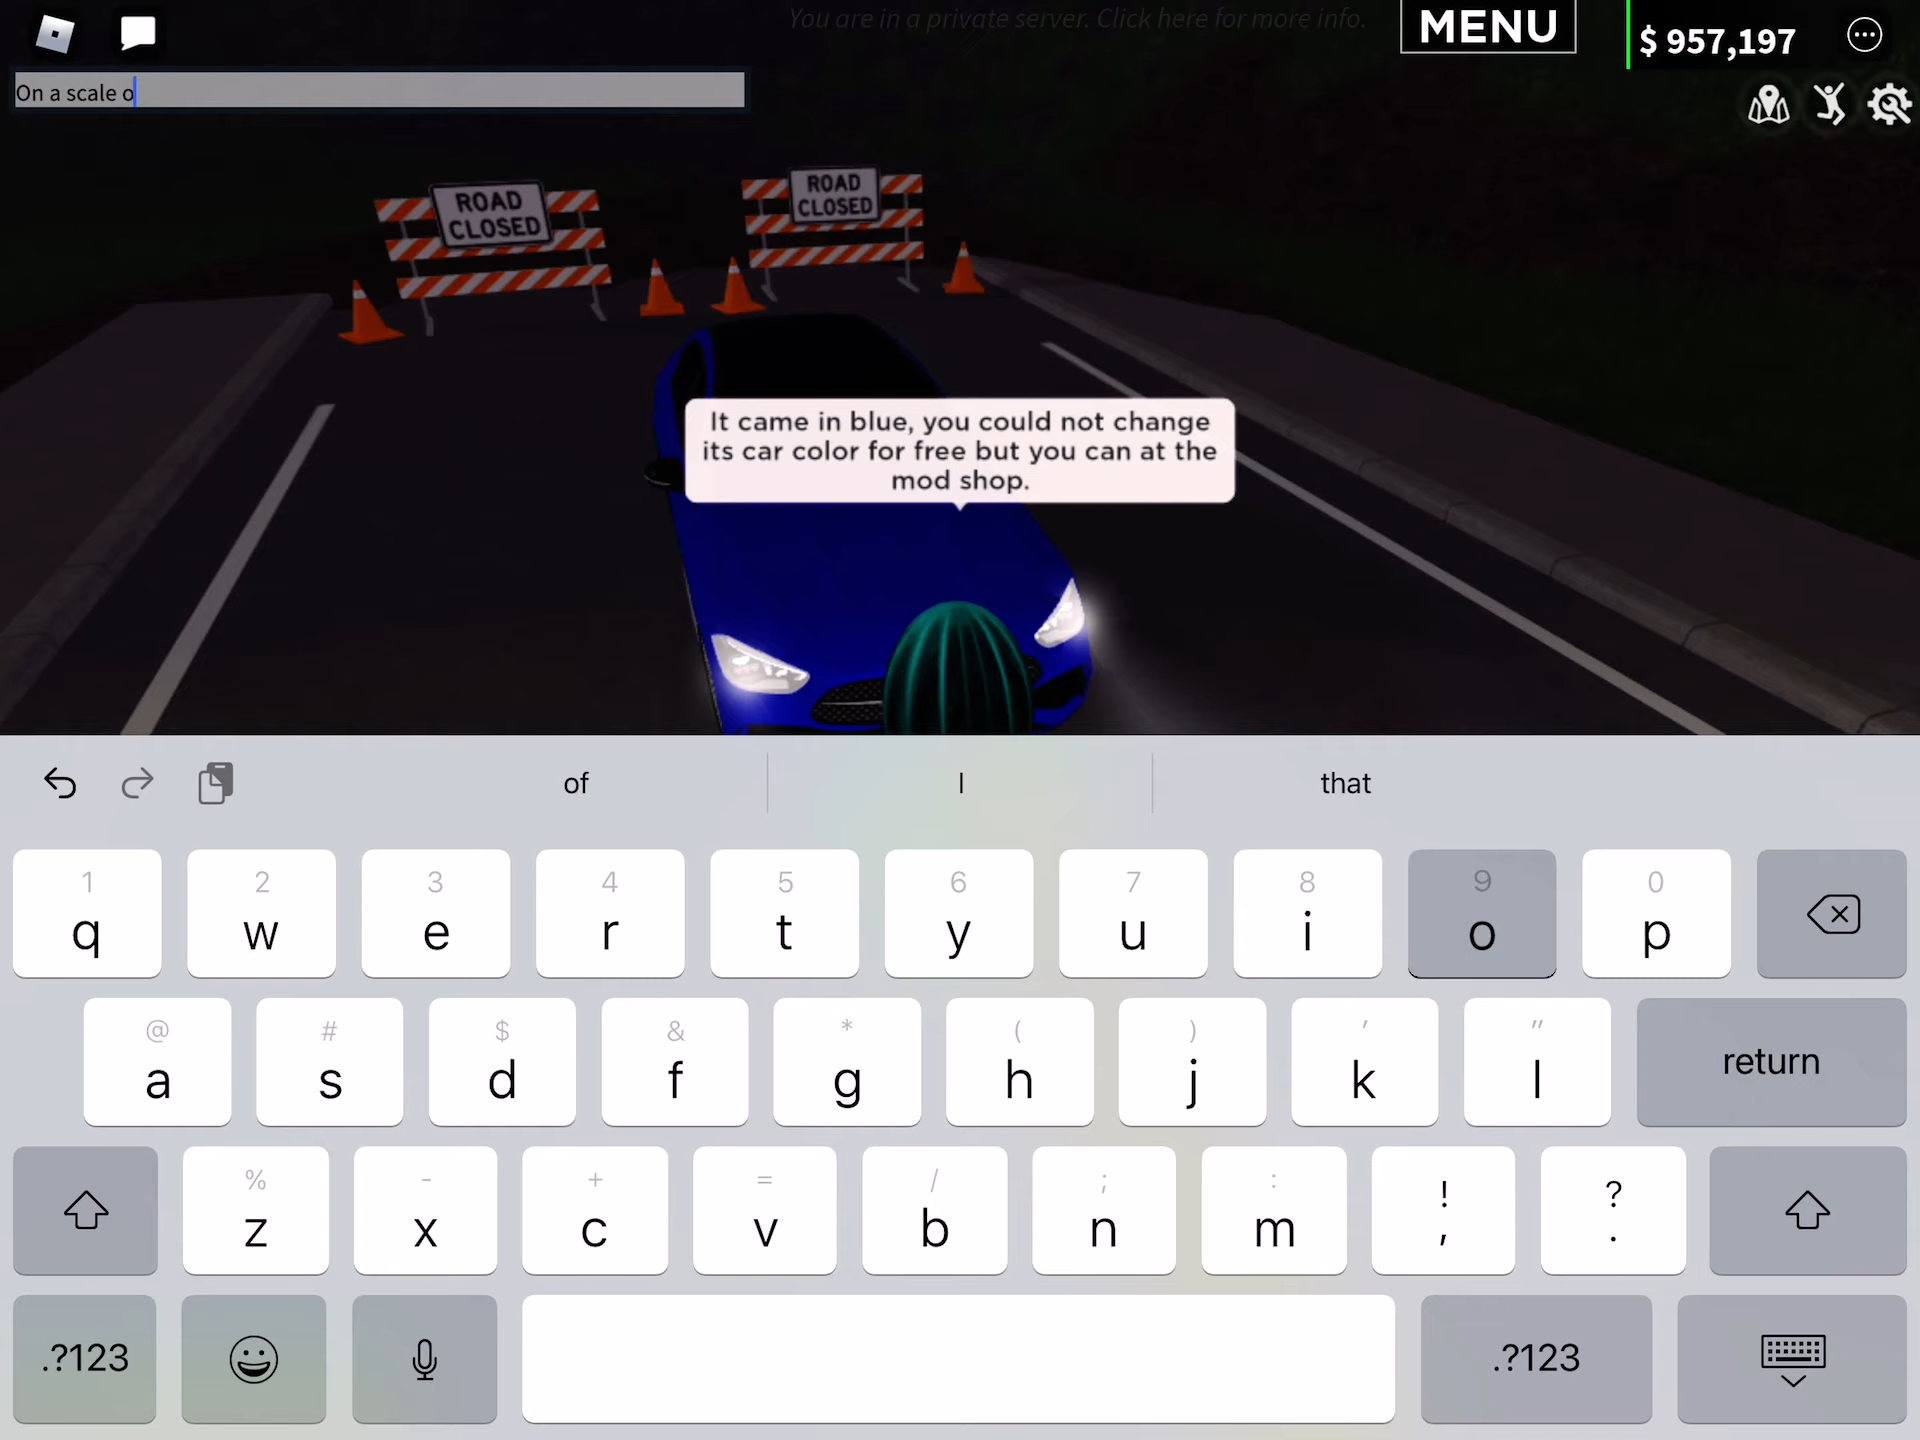 You are in a private server. Click here for more info.
MENU
$ 957,197
On a scale o
ROAD
CLOSED
ROAD
CLOSED
It came in blue, you could not change
its car color for free but you can at the
mod shop.
of I that
1 2 3 4 5 6 7 8 9 0
q w e r t y u i o p
@ # $ & * ( ) ' "
a s d f g h j k l return
% - + = / ; : ! ?
z x c v b n m , .
.?123 .?123